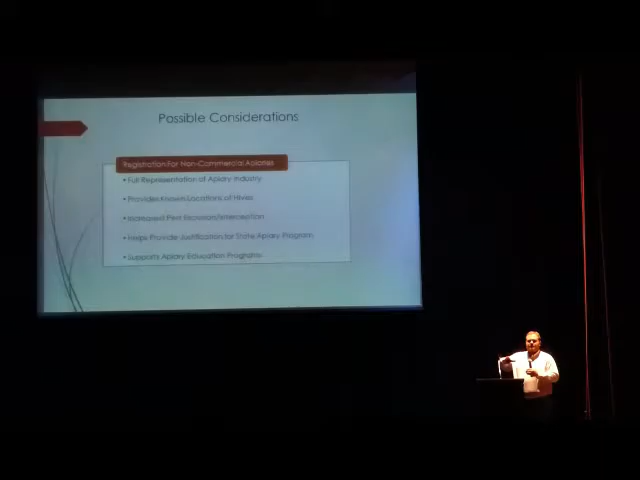 Possible Considerations
Registration For Non-Commercial Apiaries
• Full Representation of Apiary Industry
• Provides Known Locations of Hives
• Increased Pest Exclusion/Interception
• Helps Provide Justification for State Apiary Program
• Supports Apiary Education Programs